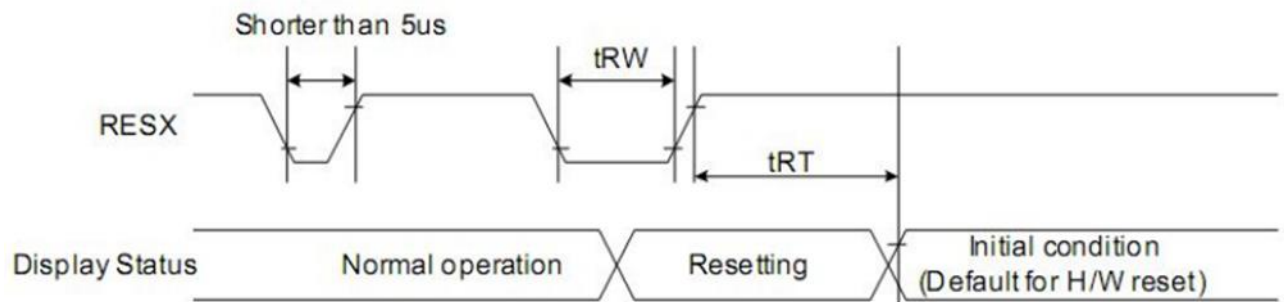 Shorter than 5us
tRW
RESX
tRT
Display Status
Normal operation
Resetting
Initial condition
(Default for H/W reset)